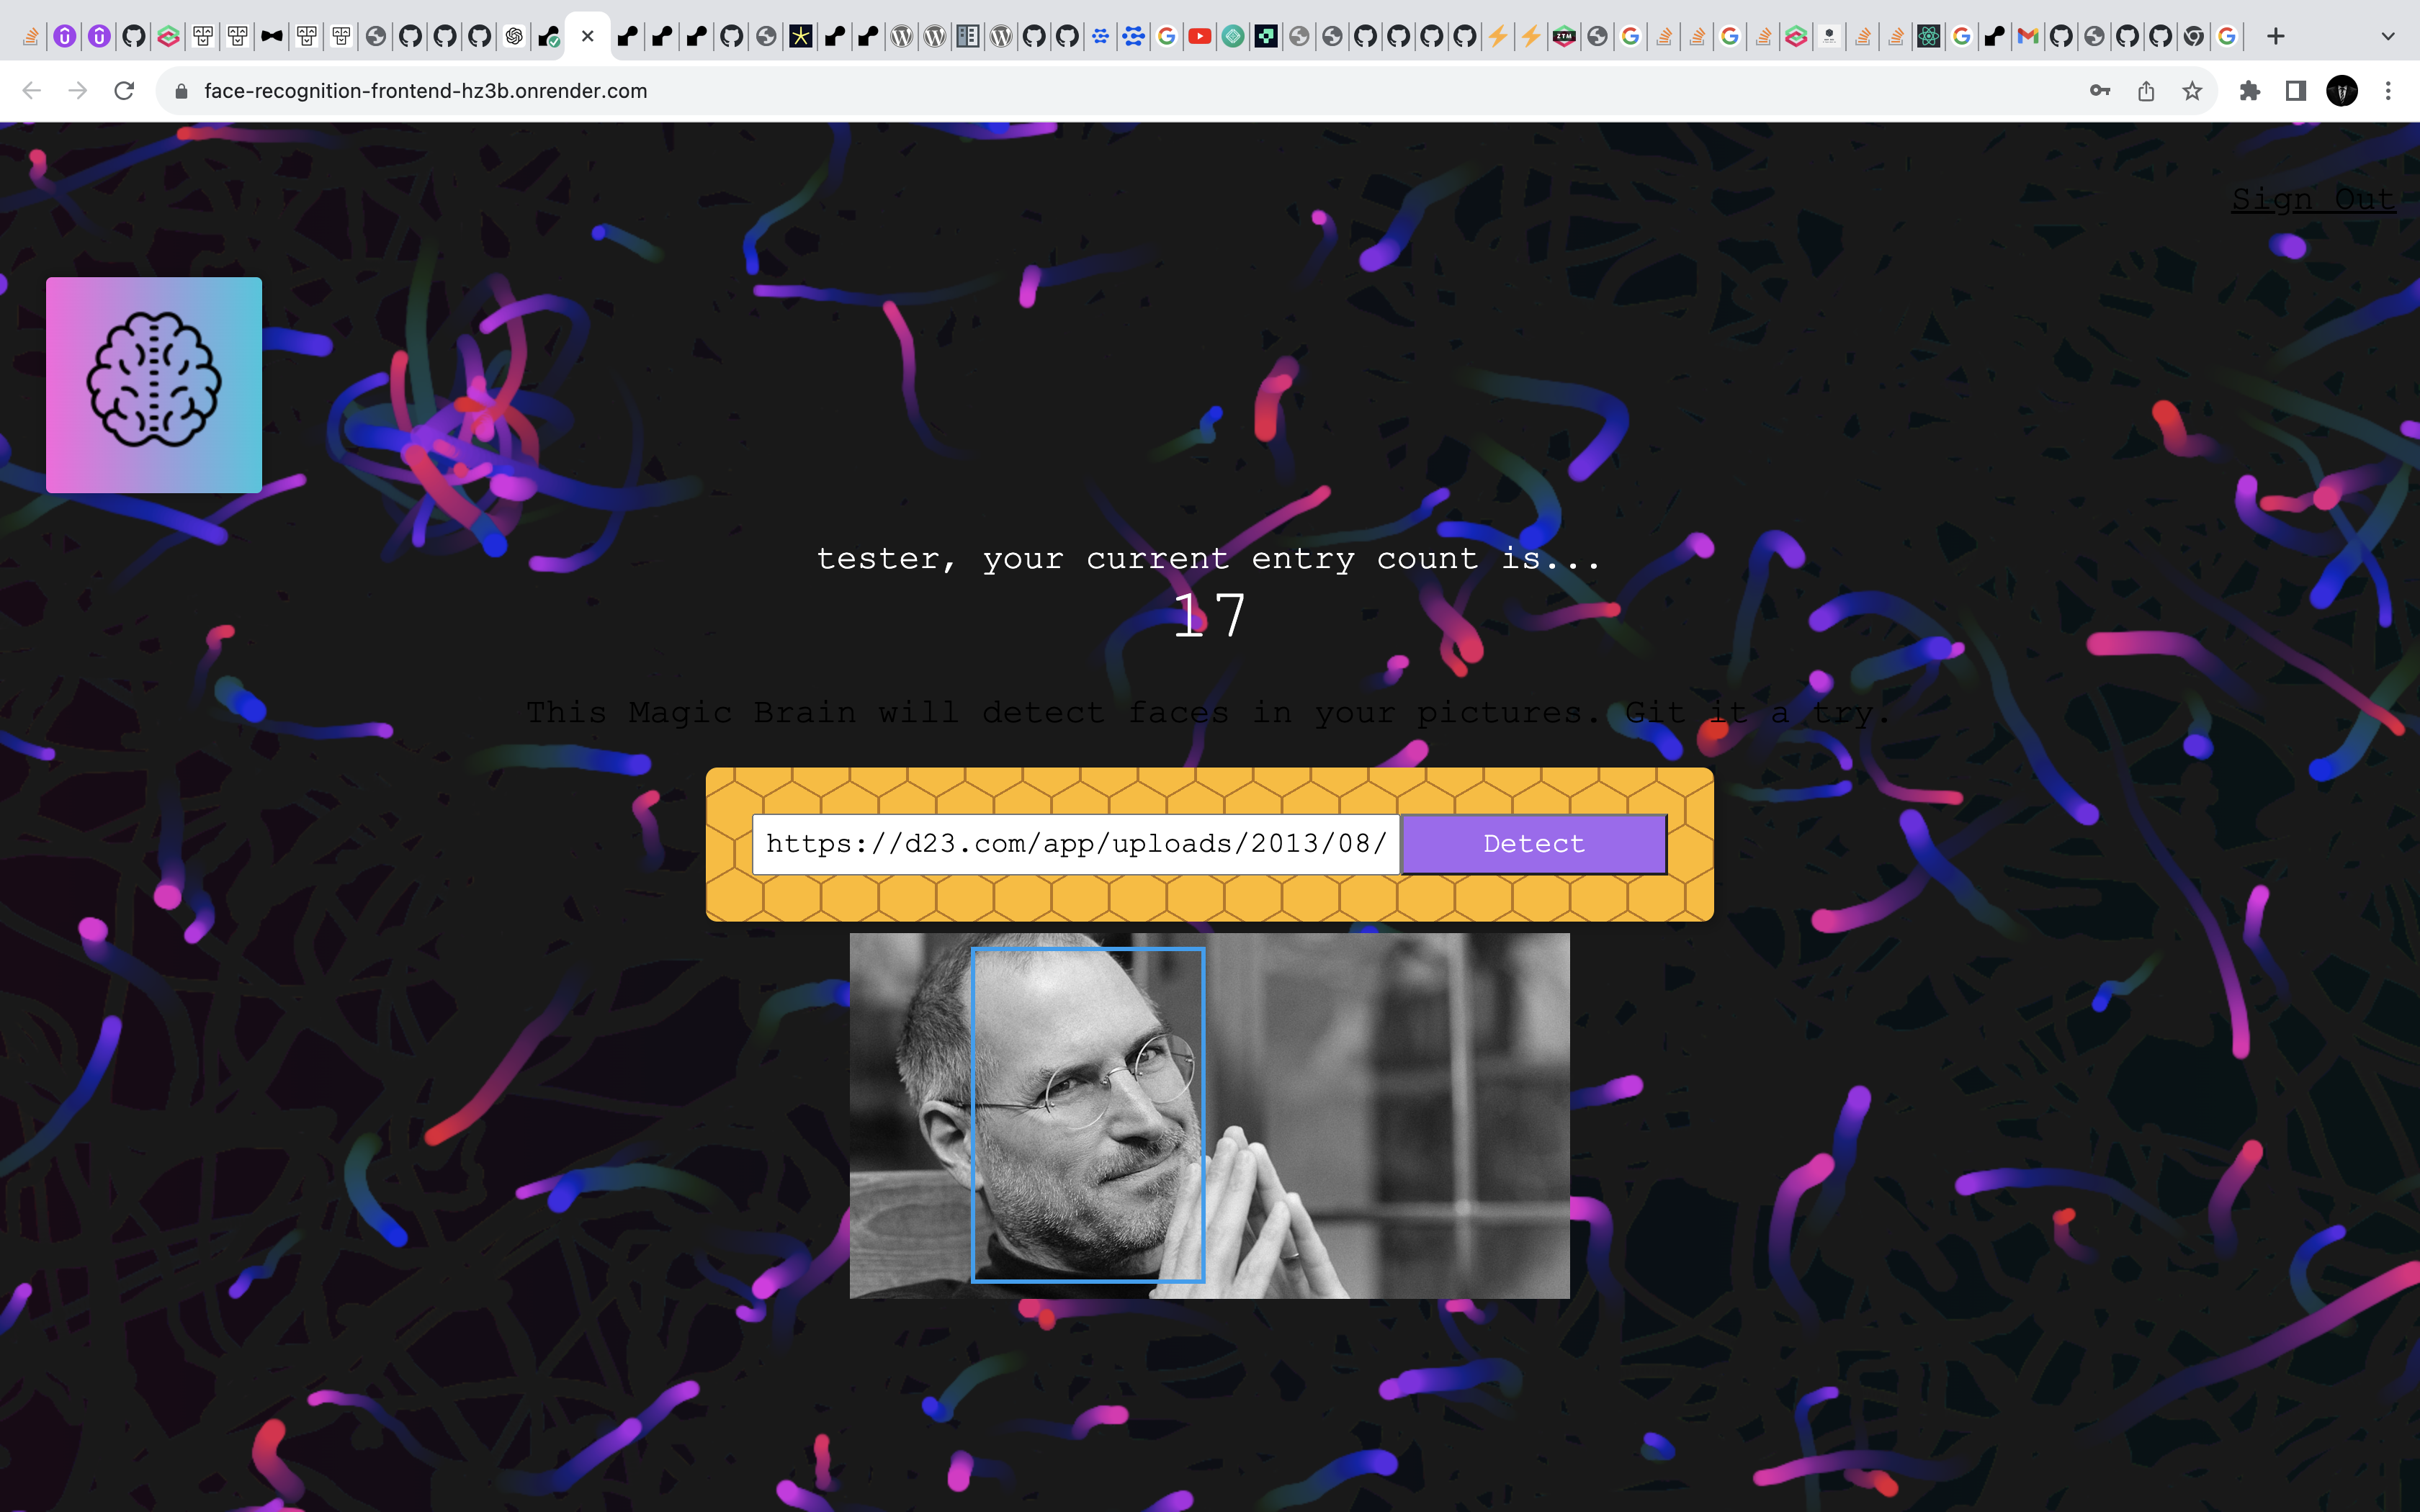 face-recognition-frontend-hz3b.onrender.com
Sign Out
tester, your current entry count is...
17
This Magic Brain will detect faces in your pictures. Git it a try.
https://d23.com/app/uploads/2013/08/
Detect